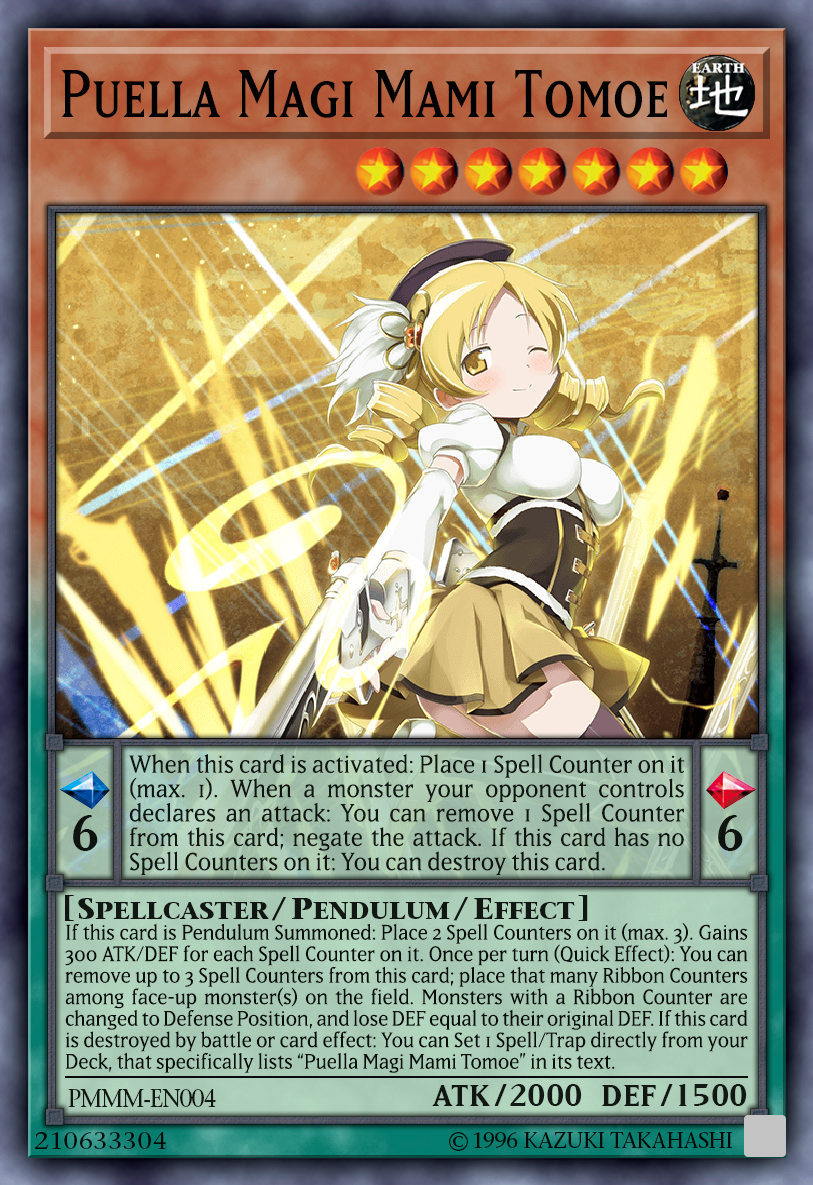 Puella Magi Mami Tomoe
EARTH
地
When this card is activated: Place 1 Spell Counter on it
(max. 1). When a monster your opponent controls
declares an attack: You can remove 1 Spell Counter
from this card; negate the attack. If this card has no
Spell Counters on it: You can destroy this card.
6
6
[Spellcaster/Pendulum/Effect]
If this card is Pendulum Summoned: Place 2 Spell Counters on it (max. 3). Gains
300 ATK/DEF for each Spell Counter on it. Once per turn (Quick Effect): You can
remove up to 3 Spell Counters from this card; place that many Ribbon Counters
among face-up monster(s) on the field. Monsters with a Ribbon Counter are
changed to Defense Position, and lose DEF equal to their original DEF. If this card
is destroyed by battle or card effect: You can Set 1 Spell/Trap directly from your
Deck, that specifically lists “Puella Magi Mami Tomoe” in its text.
PMMM-EN004
ATK/2000 DEF/1500
210633304
© 1996 KAZUKI TAKAHASHI